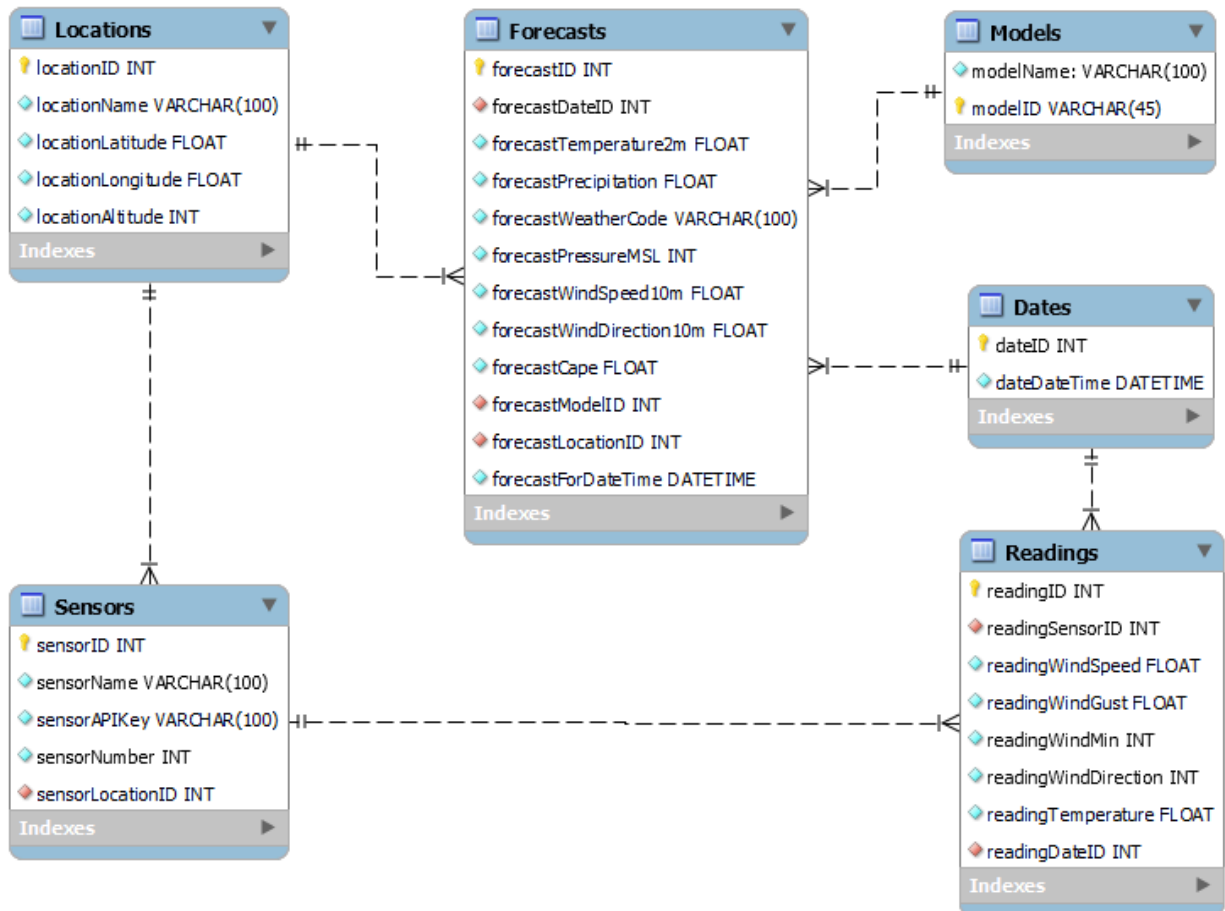 Locations
locationID INT
locationName VARCHAR(100)
locationLatitude FLOAT
locationLongitude FLOAT
locationAltitude INT
Indexes
Forecasts
forecastID INT
forecastDateID INT
forecastTemperature2m FLOAT
forecastPrecipitation FLOAT
forecastWeatherCode VARCHAR(100)
forecastPressureMSL INT
forecastWindSpeed10m FLOAT
forecastWindDirection10m FLOAT
forecastCape FLOAT
forecastModelID INT
forecastLocationID INT
forecastForDateTime DATETIME
Indexes
Models
modelName: VARCHAR(100)
modelID VARCHAR(45)
Indexes
Dates
dateID INT
dateDateTime DATETIME
Indexes
Sensors
sensorID INT
sensorName VARCHAR(100)
sensorAPIKey VARCHAR(100)
sensorNumber INT
sensorLocationID INT
Indexes
Readings
readingID INT
readingSensorID INT
readingWindSpeed FLOAT
readingWindGust FLOAT
readingWindMin INT
readingWindDirection INT
readingTemperature FLOAT
readingDateID INT
Indexes